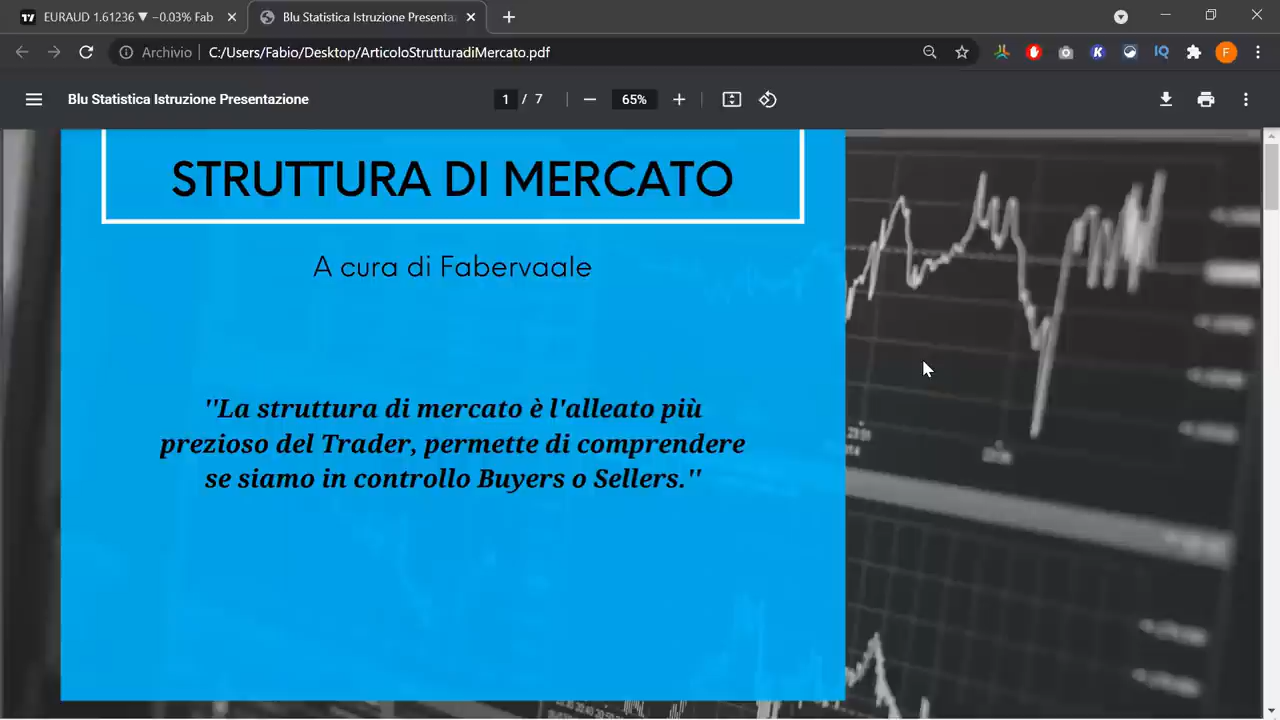 EURAUD 1.61236 ▼ −0.03% Fab
Blu Statistica Istruzione Presenta
Archivio
C:/Users/Fabio/Desktop/ArticoloStrutturadiMercato.pdf
F
Blu Statistica Istruzione Presentazione
1 / 7
65%
STRUTTURA DI MERCATO
A cura di Fabervaale
"La struttura di mercato è l'alleato più
prezioso del Trader, permette di comprendere
se siamo in controllo Buyers o Sellers."